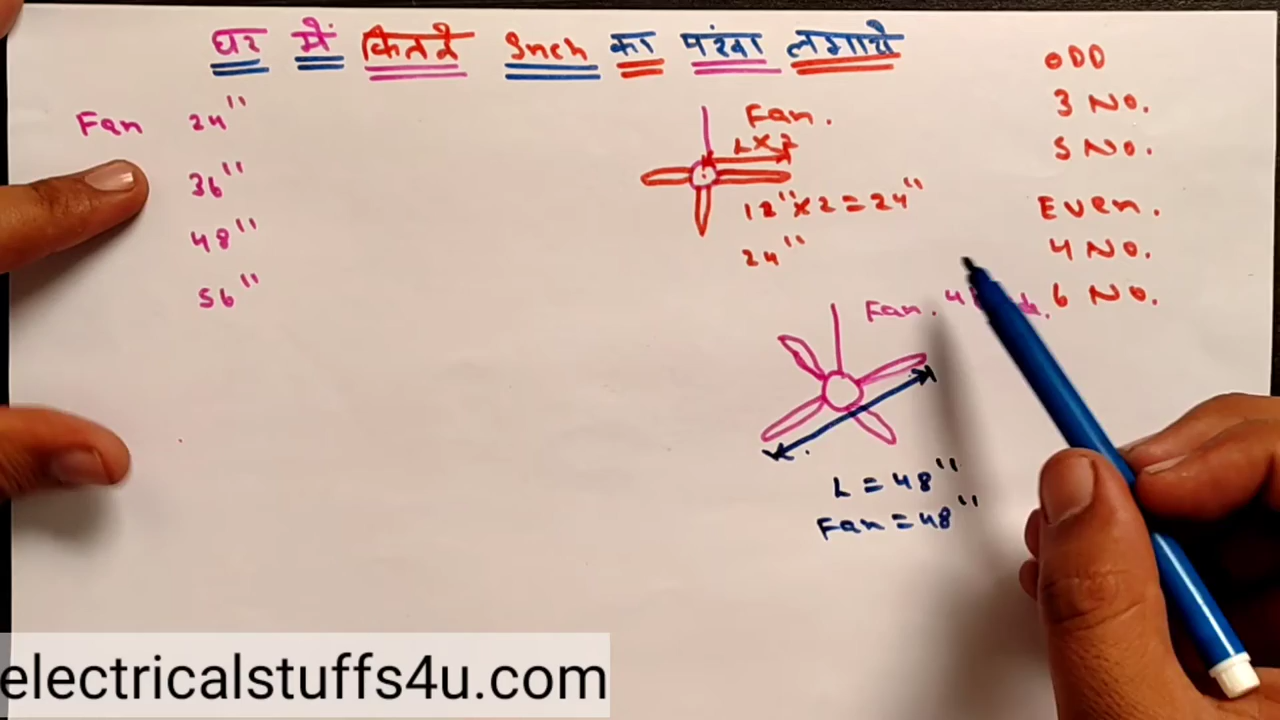 घर में कितने Inch का पंखा लगाये
Fan 24"
36"
48"
56"
Fan.
L×2
12"×2=24"
24"
ODD
3 No.
5 No.
Even.
4 No.
6 No.
Fan.
L=48"
Fan=48"
electricalstuffs4u.com